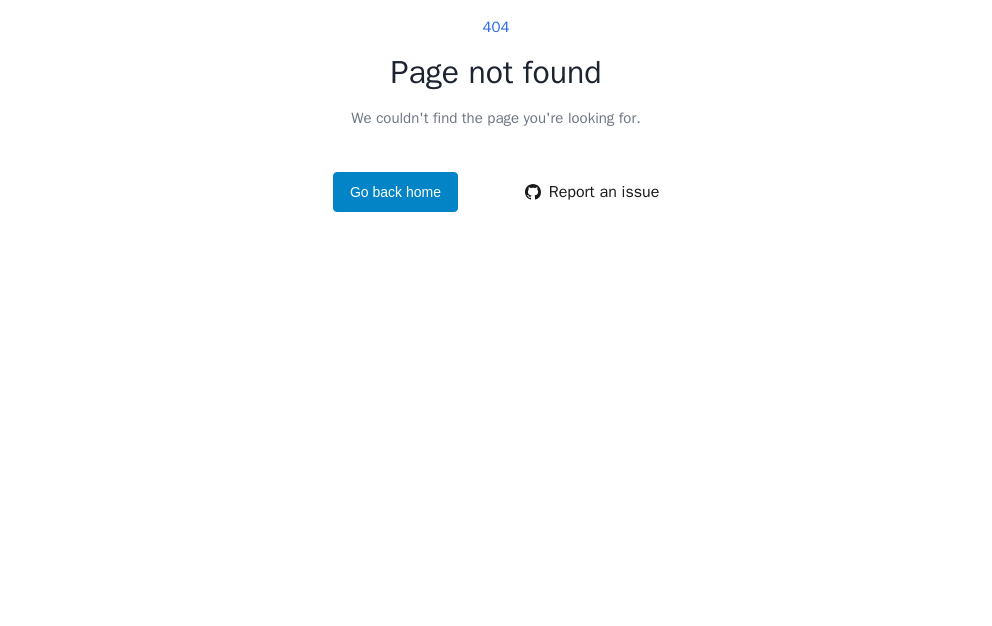 404
Page not found
We couldn't find the page you're looking for.
Go back home
Report an issue